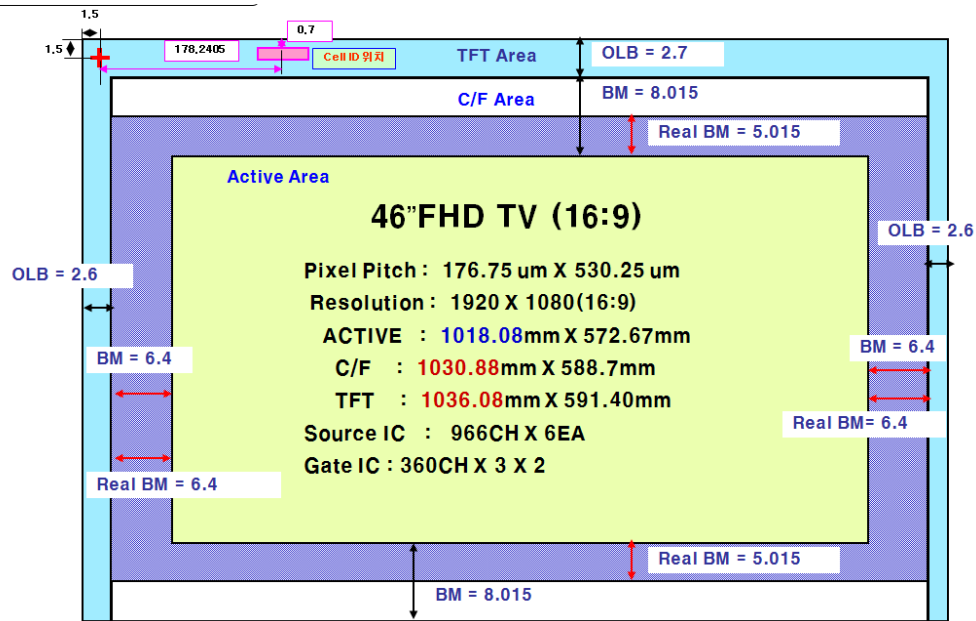 1.5
0.7
1.5
178,2405
Cell ID 위치
TFT Area
OLB = 2.7
C/F Area
BM = 8.015
Real BM = 5.015
Active Area
46"FHD TV (16:9)
OLB = 2.6
OLB = 2.6
Pixel Pitch : 176.75 um X 530.25 um
Resolution : 1920 X 1080(16:9)
ACTIVE : 1018.08mm X 572.67mm
BM = 6.4
BM = 6.4
C/F : 1030.88mm X 588.7mm
TFT : 1036.08mm X 591.40mm
Real BM= 6.4
Source IC : 966CH X 6EA
Gate IC : 360CH X 3 X 2
Real BM = 6.4
Real BM = 5.015
BM = 8.015